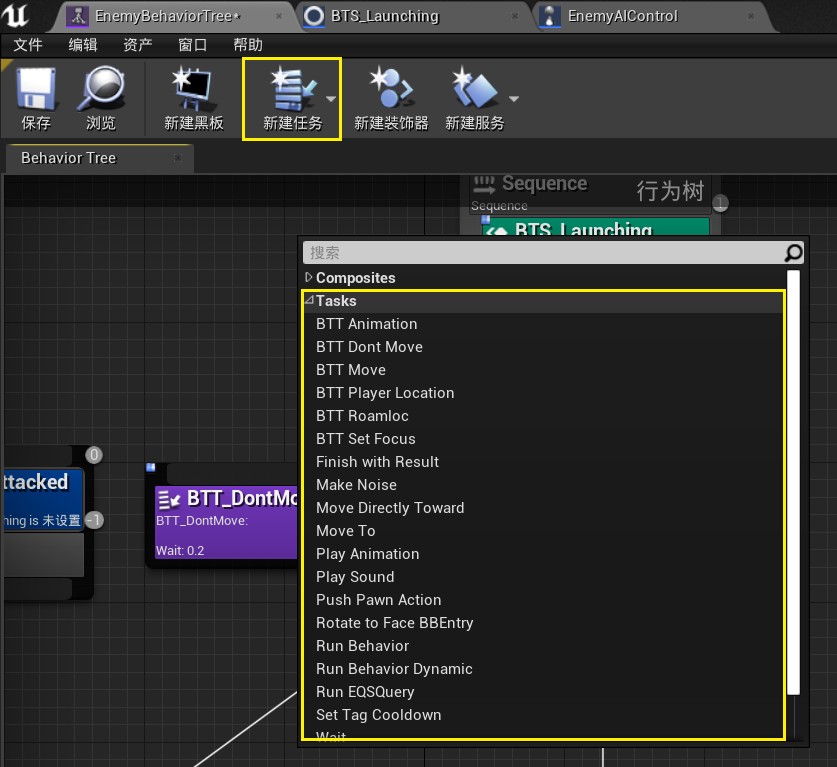 EnemyBehaviorTree* BTS_Launching EnemyAIControl
文件 编辑 资产 窗口 帮助
保存 浏览 新建黑板 新建任务 新建装饰器 新建服务
Behavior Tree
Sequence
Sequence
行为树
1
BTS_Launching
搜索
Composites
Tasks
BTT Animation
BTT Dont Move
BTT Move
BTT Player Location
BTT Roamloc
BTT Set Focus
Finish with Result
Make Noise
Move Directly Toward
Move To
Play Animation
Play Sound
Push Pawn Action
Rotate to Face BBEntry
Run Behavior
Run Behavior Dynamic
Run EQSQuery
Set Tag Cooldown
Wait
0
ttacked
hing is 未设置
-1
BTT_DontMo
BTT_DontMove:
Wait: 0.2